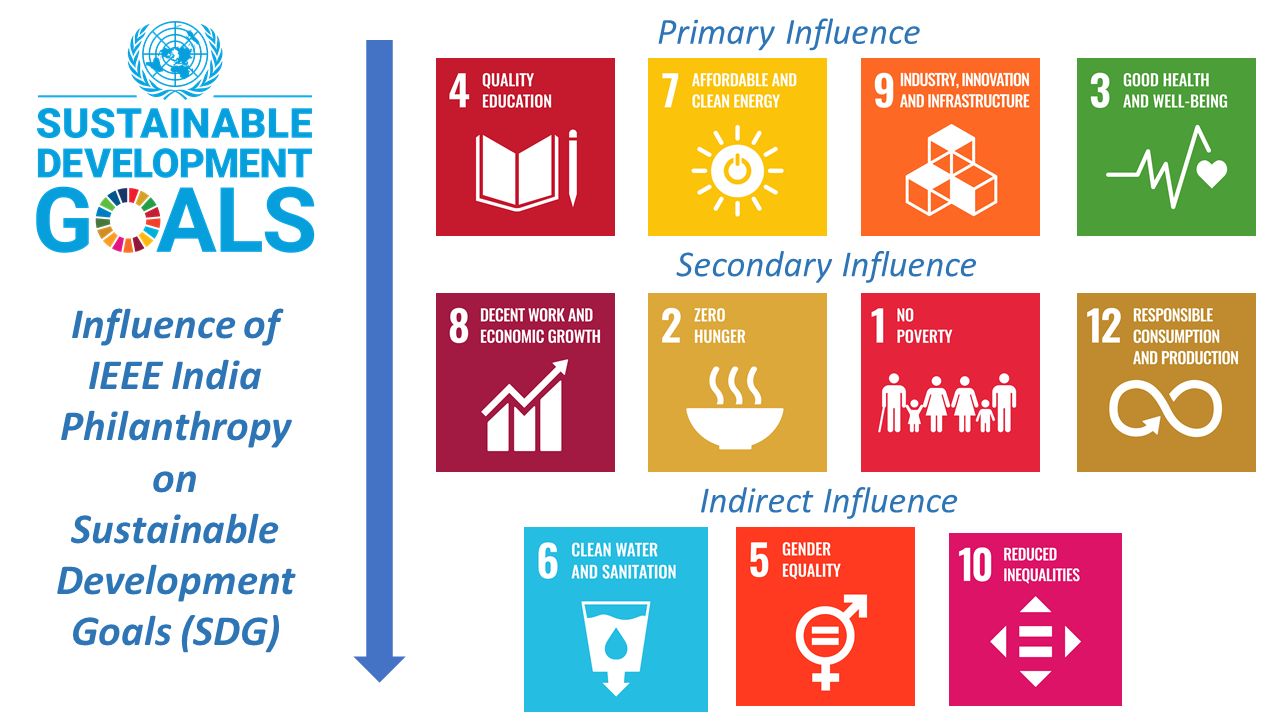 SUSTAINABLE
DEVELOPMENT
GOALS
Influence of
IEEE India
Philanthropy
on
Sustainable
Development
Goals (SDG)
Primary Influence
4 QUALITY
EDUCATION
7 AFFORDABLE AND
CLEAN ENERGY
9 INDUSTRY, INNOVATION
AND INFRASTRUCTURE
3 GOOD HEALTH
AND WELL-BEING
Secondary Influence
8 DECENT WORK AND
ECONOMIC GROWTH
2 ZERO
HUNGER
1 NO
POVERTY
12 RESPONSIBLE
CONSUMPTION
AND PRODUCTION
Indirect Influence
6 CLEAN WATER
AND SANITATION
5 GENDER
EQUALITY
10 REDUCED
INEQUALITIES